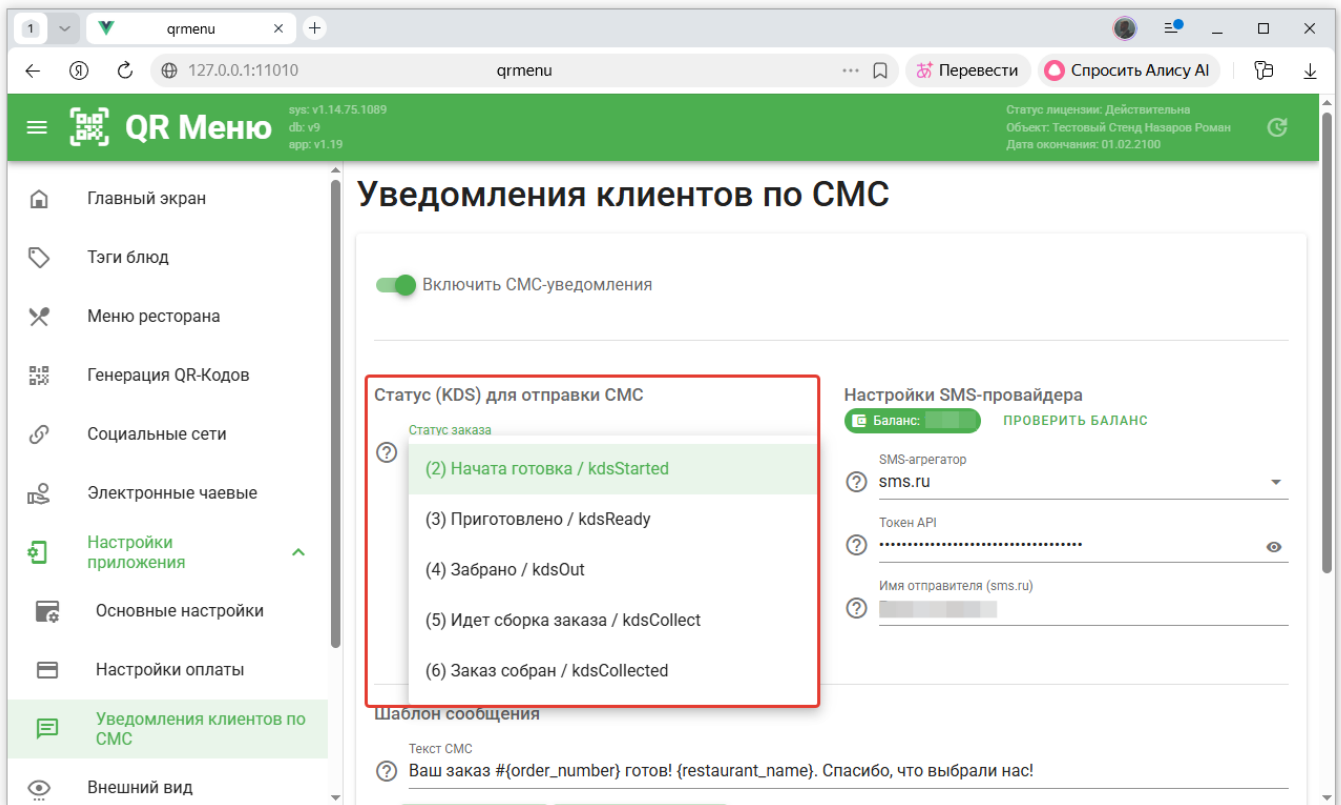 1
qrmenu
127.0.0.1:11010
qrmenu
Перевести
Спросить Алису AI
QR Меню
sys: v1.14.75.1089
db: v9
app: v1.19
Статус лицензии: Действительна
Объект: Тестовый Стенд Назаров Роман
Дата окончания: 01.02.2100
Главный экран
Тэги блюд
Меню ресторана
Генерация QR-Кодов
Социальные сети
Электронные чаевые
Настройки
приложения
Основные настройки
Настройки оплаты
Уведомления клиентов по
СМС
Внешний вид
Уведомления клиентов по СМС
Включить СМС-уведомления
Статус (KDS) для отправки СМС
Статус заказа
(2) Начата готовка / kdsStarted
(3) Приготовлено / kdsReady
(4) Забрано / kdsOut
(5) Идет сборка заказа / kdsCollect
(6) Заказ собран / kdsCollected
Настройки SMS-провайдера
Баланс:
ПРОВЕРИТЬ БАЛАНС
SMS-агрегатор
sms.ru
Токен API
Имя отправителя (sms.ru)
Шаблон сообщения
Текст СМС
Ваш заказ #{order_number} готов! {restaurant_name}. Спасибо, что выбрали нас!